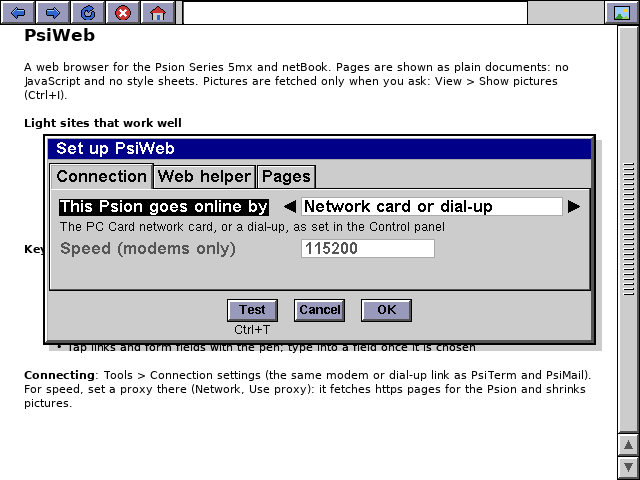 PsiWeb
A web browser for the Psion Series 5mx and netBook. Pages are shown as plain documents: no
JavaScript and no style sheets. Pictures are fetched only when you ask: View > Show pictures
(Ctrl+I).
Light sites that work well
Set up PsiWeb
Connection Web helper Pages
This Psion goes online by Network card or dial-up
The PC Card network card, or a dial-up, as set in the Control panel
Speed (modems only) 115200
Test Cancel OK
Ctrl+T
• Tap links and form fields with the pen; type into a field once it is chosen
Connecting: Tools > Connection settings (the same modem or dial-up link as PsiTerm and PsiMail).
For speed, set a proxy there (Network, Use proxy): it fetches https pages for the Psion and shrinks
pictures.